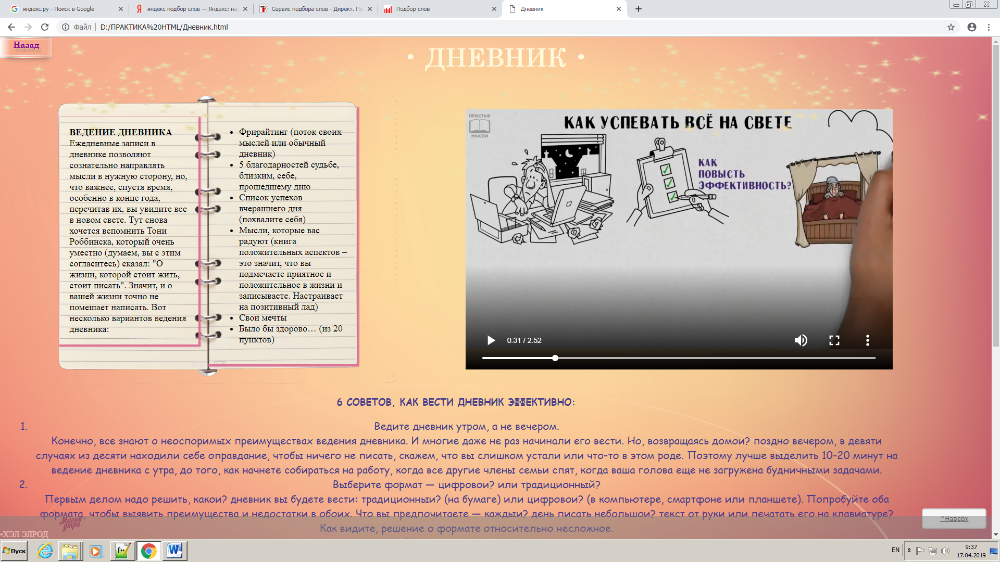 яндекс.ру - Поиск в Google
яндекс подбор слов — Яндекс: на
Сервис подбора слов - Директ. По
Подбор слов
Дневник
Файл
D:/ПРАКТИКА%20HTML/Дневник.html
Назад
• ДНЕВНИК •
ВЕДЕНИЕ ДНЕВНИКА
Ежедневные записи в
дневнике позволяют
сознательно направлять
мысли в нужную сторону, но,
что важнее, спустя время,
особенно в конце года,
перечитав их, вы увидите все
в новом свете. Тут снова
хочется вспомнить Тони
Роббинска, который очень
уместно (думаем, вы с этим
согласитесь) сказал: "О
жизни, которой стоит жить,
стоит писать". Значит, и о
вашей жизни точно не
помешает написать. Вот
несколько вариантов ведения
дневника:
• Фрирайтинг (поток своих
мыслей или обычный
дневник)
• 5 благодарностей судьбе,
близким, себе,
прошедшему дню
• Список успехов
вчерашнего дня
(похвалите себя)
• Мысли, которые вас
радуют (книга
положительных аспектов –
это значит, что вы
подмечаете приятное и
положительное в жизни и
записываете. Настраивает
на позитивный лад)
• Свои мечты
• Было бы здорово… (из 20
пунктов)
ПРОСТЫЕ
МЫСЛИ
КАК УСПЕВАТЬ ВСЁ НА СВЕТЕ
КАК
ПОВЫСТЬ
ЭФФЕКТИВНОСТЬ?
0:31 / 2:52
6 СОВЕТОВ, КАК ВЕСТИ ДНЕВНИК ЭФФЕКТИВНО:
1. Ведите дневник утром, а не вечером.
Конечно, все знают о неоспоримых преимуществах ведения дневника. И многие даже не раз начинали его вести. Но, возвращаясь домои? поздно вечером, в девяти
случаях из десяти находили себе оправдание, чтобы ничего не писать, скажем, что вы слишком устали или что-то в этом роде. Поэтому лучше выделить 10-20 минут на
ведение дневника с утра, до того, как начнете собираться на работу, когда все другие члены семьи спят, когда ваша голова еще не загружена будничными задачами.
2. Выберите формат — цифровои? или традиционный?
Первым делом надо решить, какои? дневник вы будете вести: традиционныи? (на бумаге) или цифровои? (в компьютере, смартфоне или планшете). Попробуйте оба
формата, чтобы выявить преимущества и недостатки в обоих. Что вы предпочитаете — каждыи? день писать небольшои? текст от руки или печатать его на клавиатуре?
Как видите, решение о формате относительно несложное.
^Наверх
Магия
утра
•ХЭЛ ЭЛРОД
Пуск
EN
9:37
17.04.2019